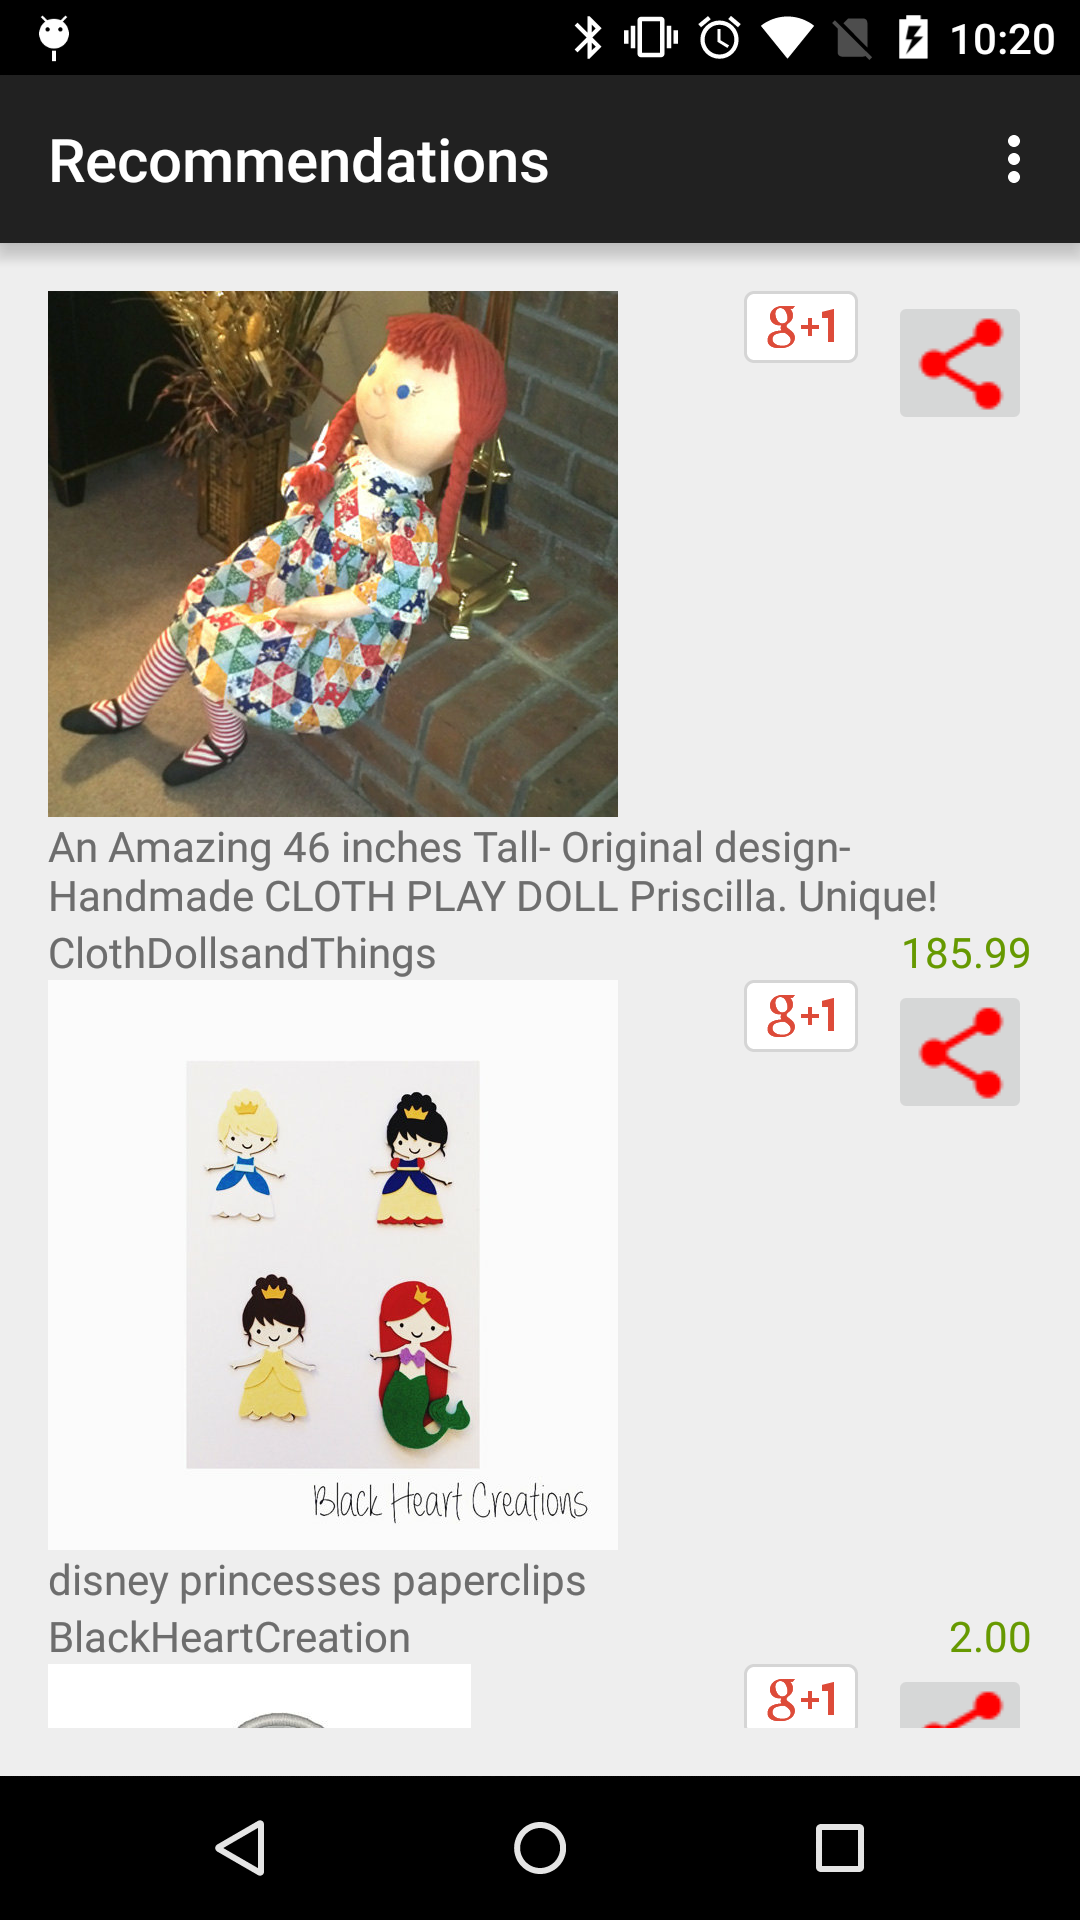 10:20
Recommendations
g+1
An Amazing 46 inches Tall- Original design-
Handmade CLOTH PLAY DOLL Priscilla. Unique!
ClothDollsandThings
185.99
g+1
Black Heart Creations
disney princesses paperclips
BlackHeartCreation
2.00
g+1